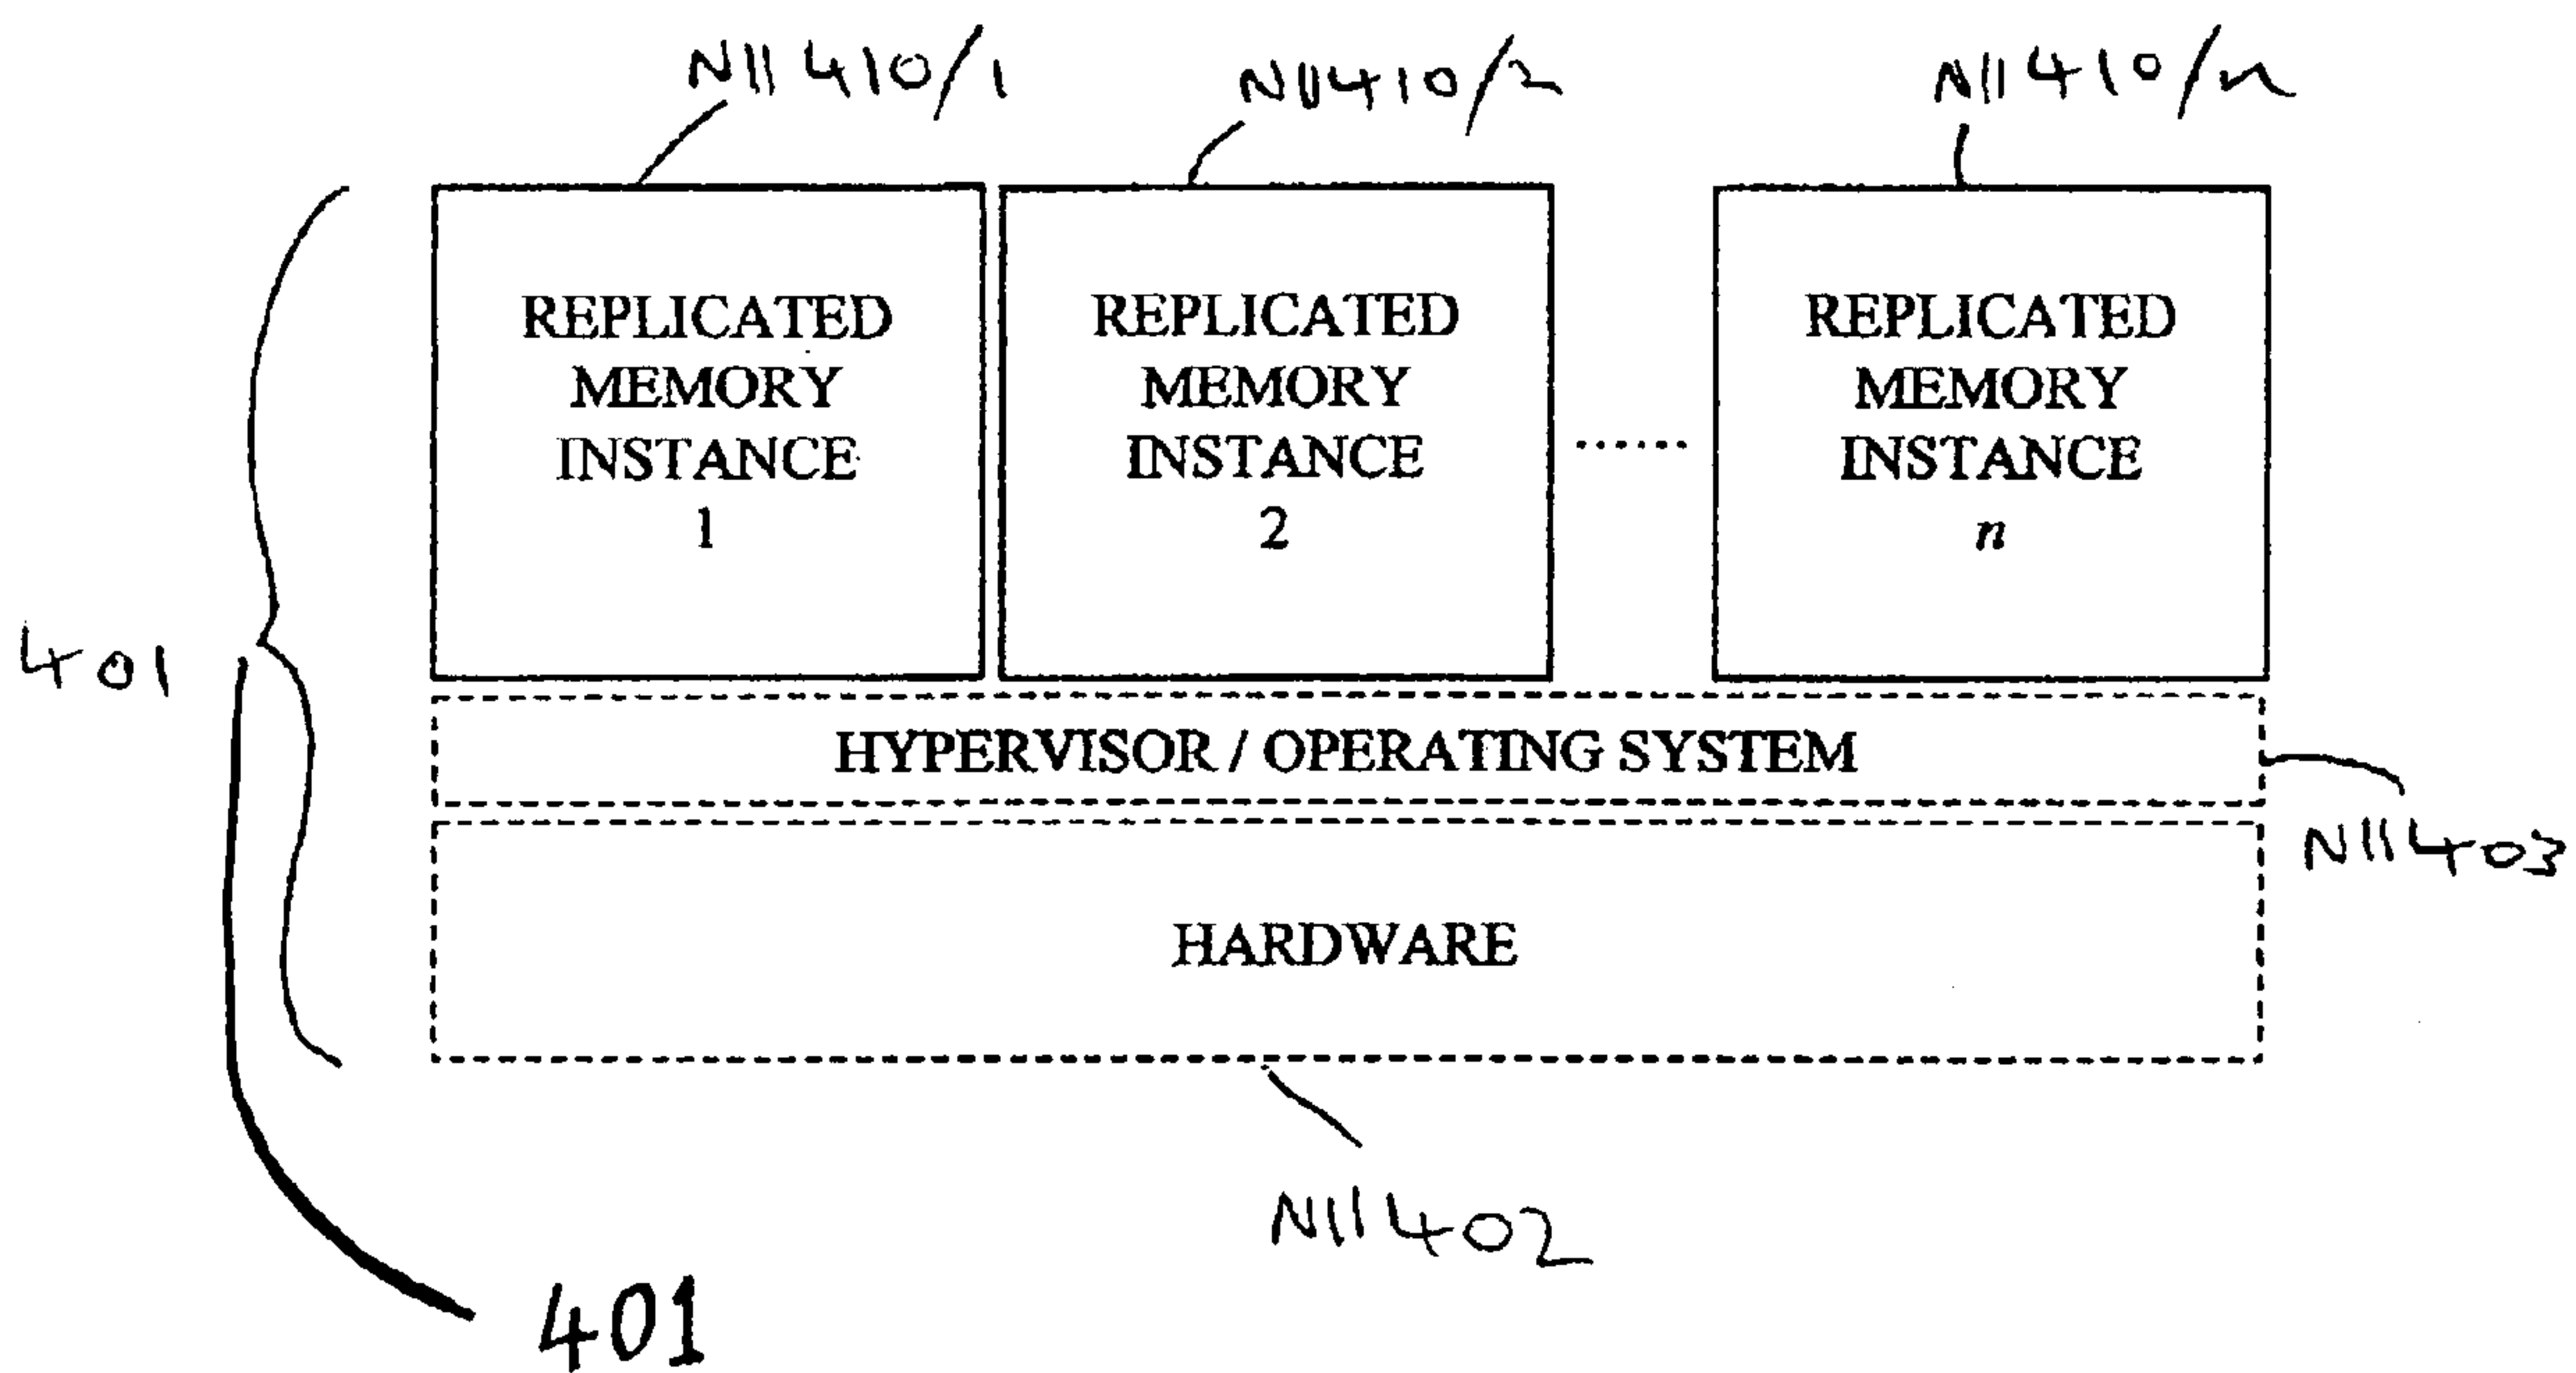 N11410/1
N11410/2
N11410/n
REPLICATED
MEMORY
INSTANCE
1
REPLICATED
MEMORY
INSTANCE
2
......
REPLICATED
MEMORY
INSTANCE
n
401
HYPERVISOR / OPERATING SYSTEM
N11403
HARDWARE
N11402
401